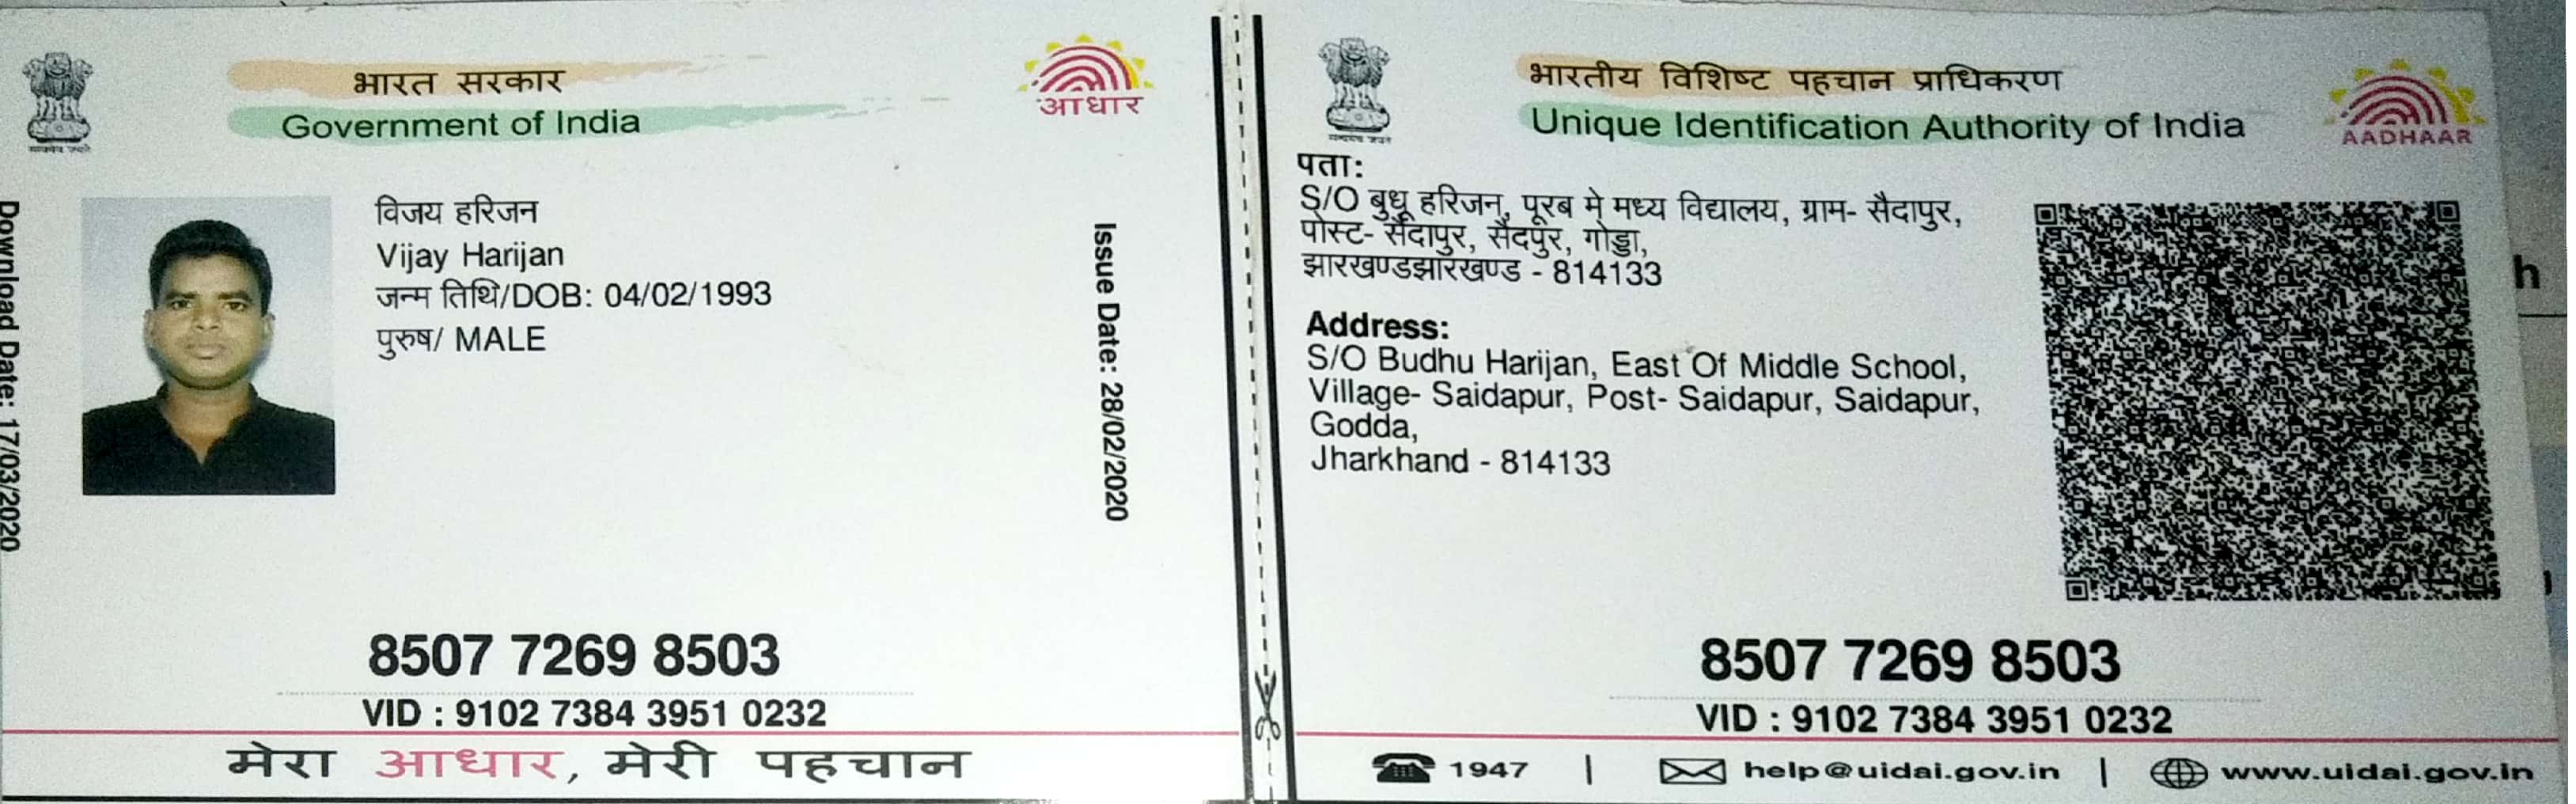 भारत सरकार
Government of India
आधार
Download Date: 17/03/2020
विजय हरिजन
Vijay Harijan
जन्म तिथि/DOB: 04/02/1993
पुरुष/ MALE
Issue Date: 28/02/2020
8507 7269 8503
VID : 9102 7384 3951 0232
मेरा आधार, मेरी पहचान
भारतीय विशिष्ट पहचान प्राधिकरण
Unique Identification Authority of India
AADHAAR
पता:
S/O बुधू हरिजन, पूरब मे मध्य विद्यालय, ग्राम- सैदापुर,
पोस्ट- सैदापुर, सैदपुर, गोड्डा,
झारखण्डझारखण्ड - 814133
Address:
S/O Budhu Harijan, East Of Middle School,
Village- Saidapur, Post- Saidapur, Saidapur,
Godda,
Jharkhand - 814133
8507 7269 8503
VID : 9102 7384 3951 0232
1947 | help@uidai.gov.in | www.uidai.gov.in